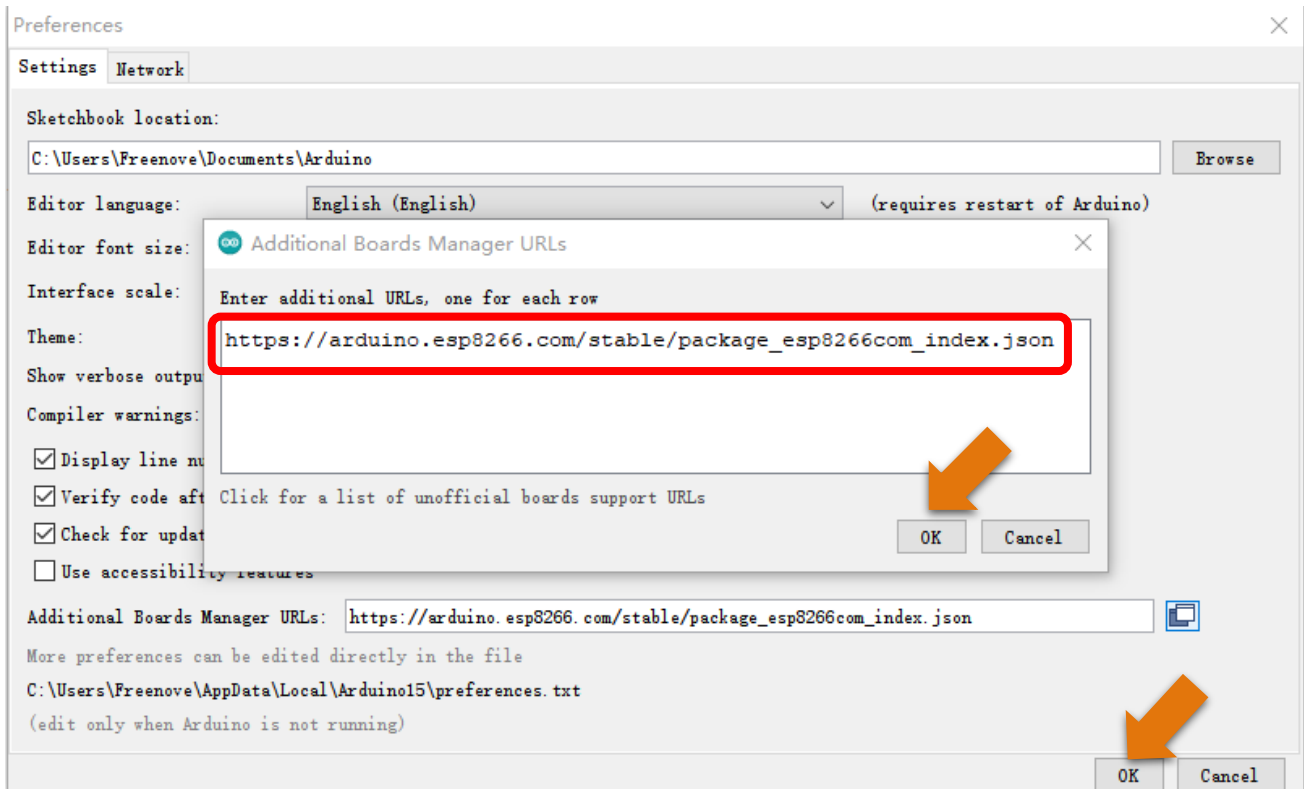 Preferences
Settings Network
Sketchbook location:
C:\Users\Freenove\Documents\Arduino Browse
Editor language: English (English) (requires restart of Arduino)
Editor font size:
Interface scale:
Theme:
Show verbose outpu
Compiler warnings:
Display line nu
Verify code aft
Check for updat
Use accessibility features
Additional Boards Manager URLs
Enter additional URLs, one for each row
https://arduino.esp8266.com/stable/package_esp8266com_index.json
Click for a list of unofficial boards support URLs
OK Cancel
Additional Boards Manager URLs: https://arduino.esp8266.com/stable/package_esp8266com_index.json
More preferences can be edited directly in the file
C:\Users\Freenove\AppData\Local\Arduino15\preferences.txt
(edit only when Arduino is not running)
OK Cancel